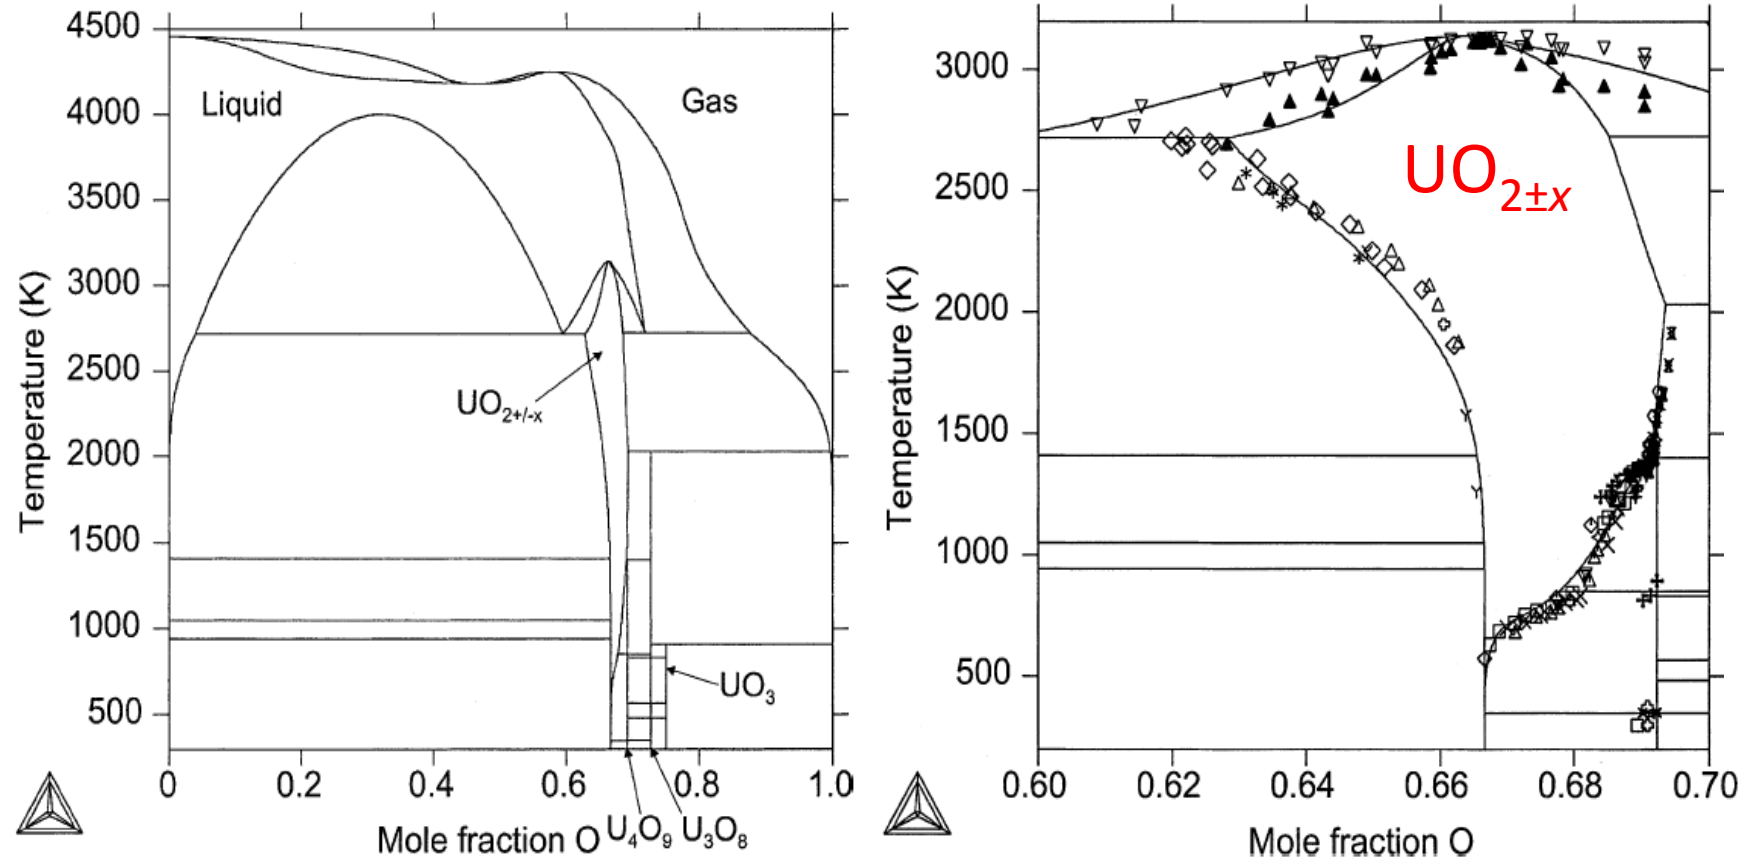 4500
4000
3500
3000
2500
2000
1500
1000
500
Temperature (K)
Liquid
Gas
UO2+/-x
UO3
0
0.2
0.4
0.6
0.8
1.0
Mole fraction O
U4O9
U3O8
3000
2500
2000
1500
1000
500
Temperature (K)
UO2±x
0.60
0.62
0.64
0.66
0.68
0.70
Mole fraction O